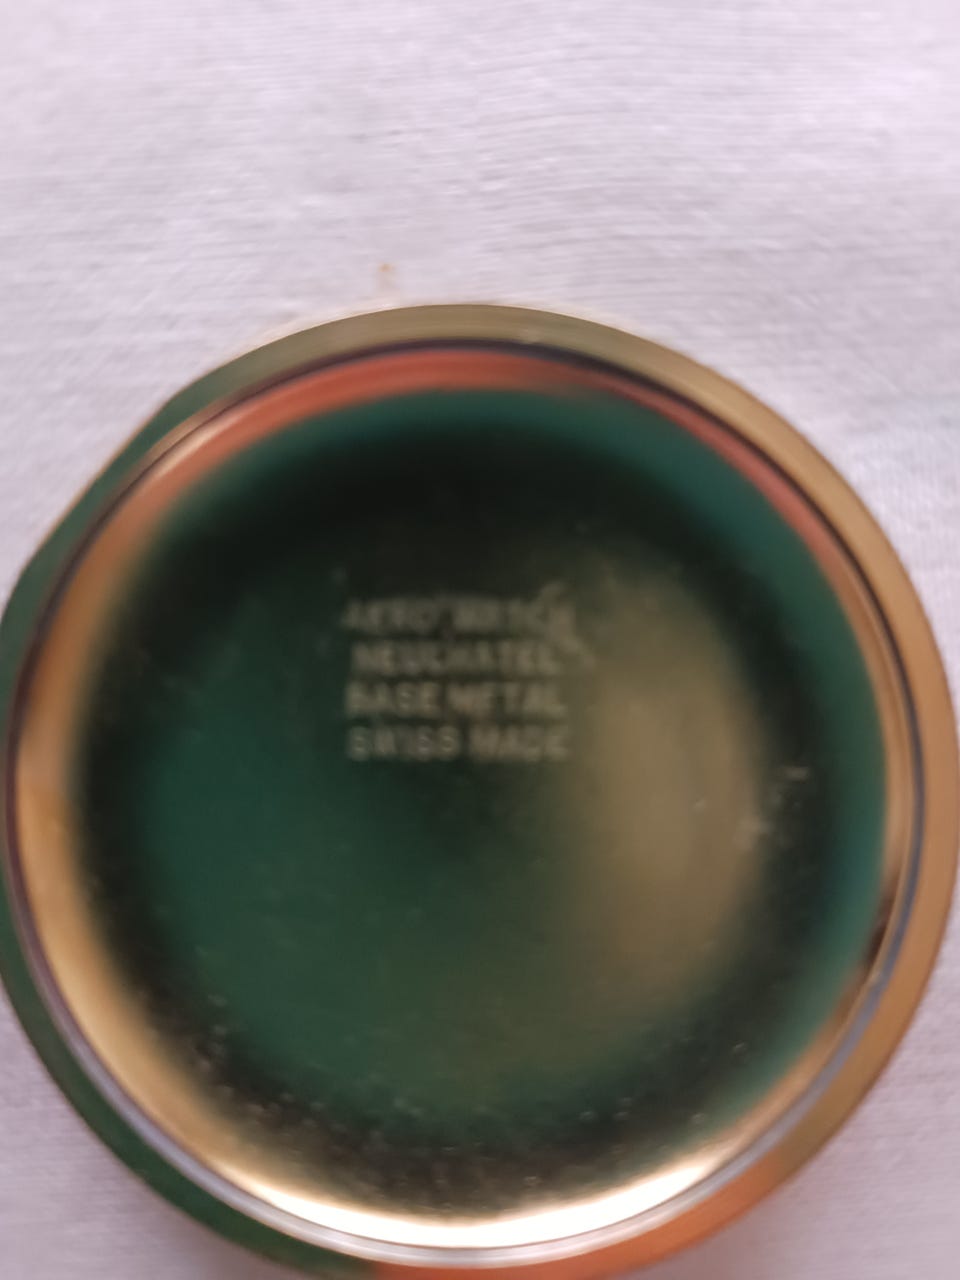 AERO WATCH
NEUCHATEL
BASE METAL
SWISS MADE